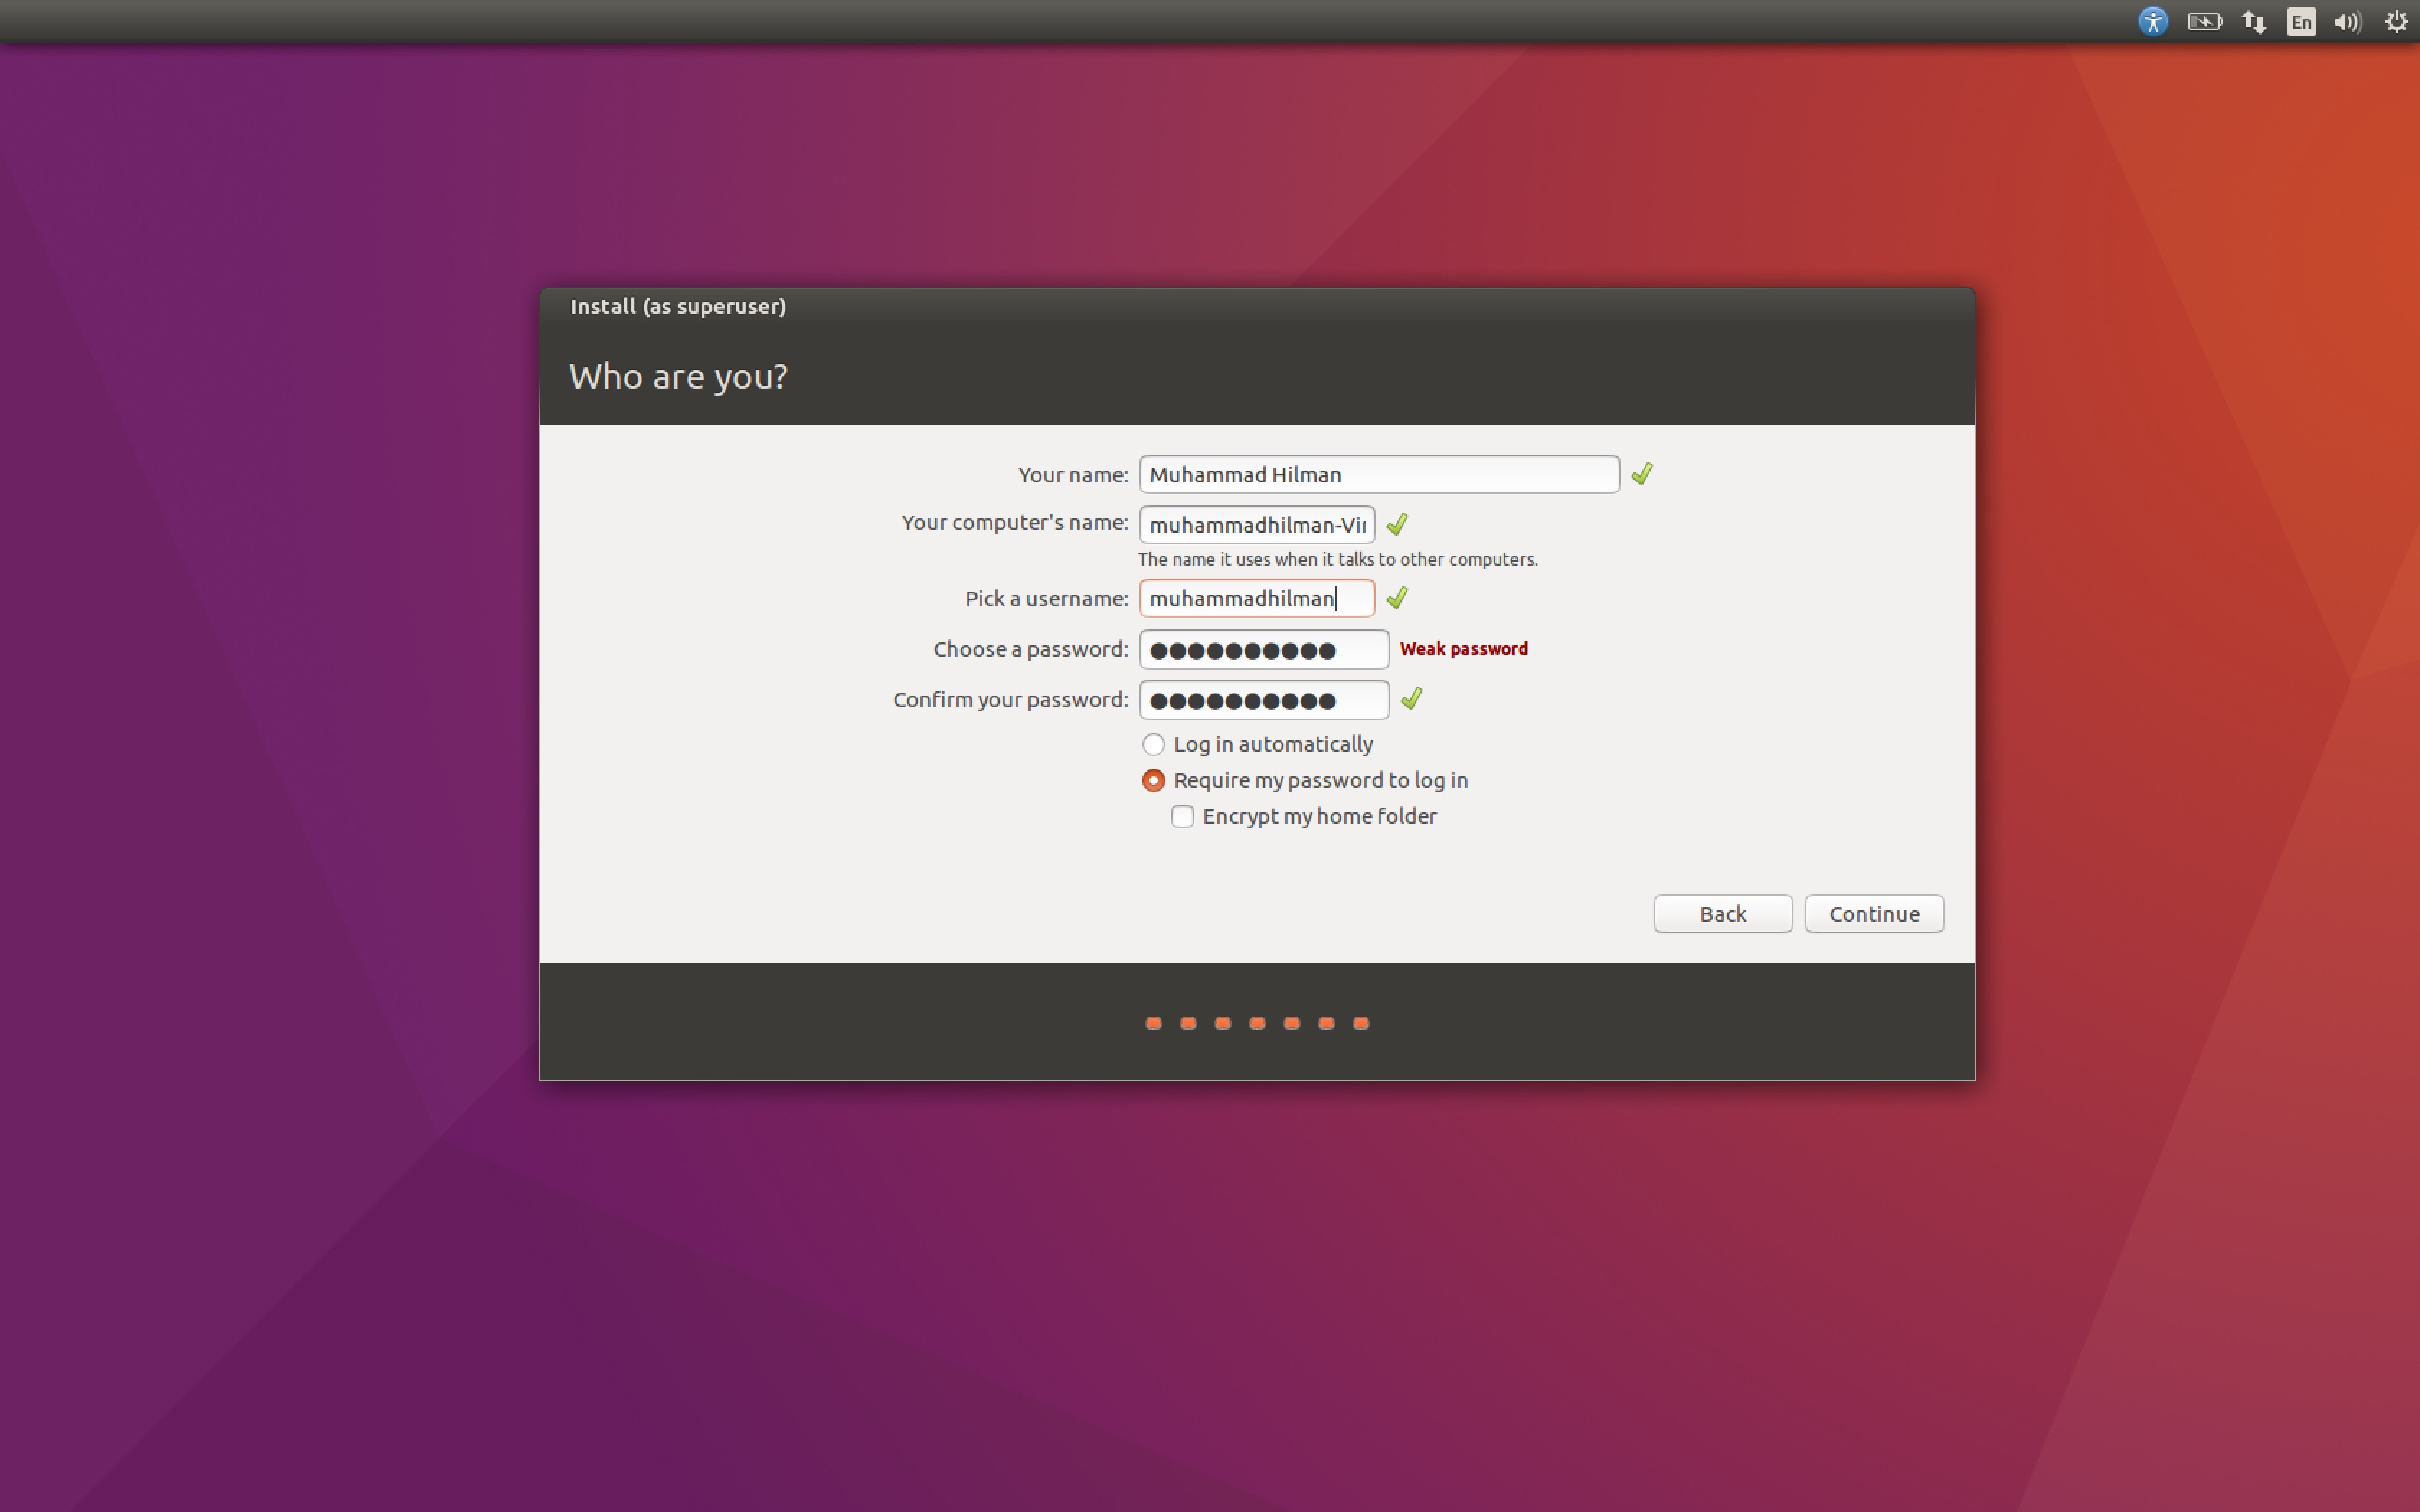 En
Install (as superuser)
Who are you?
Your name: Muhammad Hilman
Your computer's name: muhammadhilman-Vir
The name it uses when it talks to other computers.
Pick a username: muhammadhilman
Choose a password: ●●●●●●●●●● Weak password
Confirm your password: ●●●●●●●●●●
Log in automatically
Require my password to log in
Encrypt my home folder
Back Continue